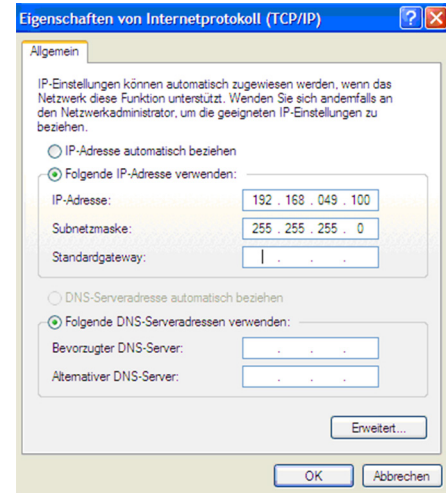 Eigenschaften von Internetprotokoll (TCP/IP)
Allgemein
IP-Einstellungen können automatisch zugewiesen werden, wenn das
Netzwerk diese Funktion unterstützt. Wenden Sie sich andernfalls an
den Netzwerkadministrator, um die geeigneten IP-Einstellungen zu
beziehen.
IP-Adresse automatisch beziehen
Folgende IP-Adresse verwenden:
IP-Adresse: 192 . 168 . 049 . 100
Subnetzmaske: 255 . 255 . 255 . 0
Standardgateway: . . .
DNS-Serveradresse automatisch beziehen
Folgende DNS-Serveradressen verwenden:
Bevorzugter DNS-Server: . . .
Alternativer DNS-Server: . . .
Erweitert...
OK Abbrechen